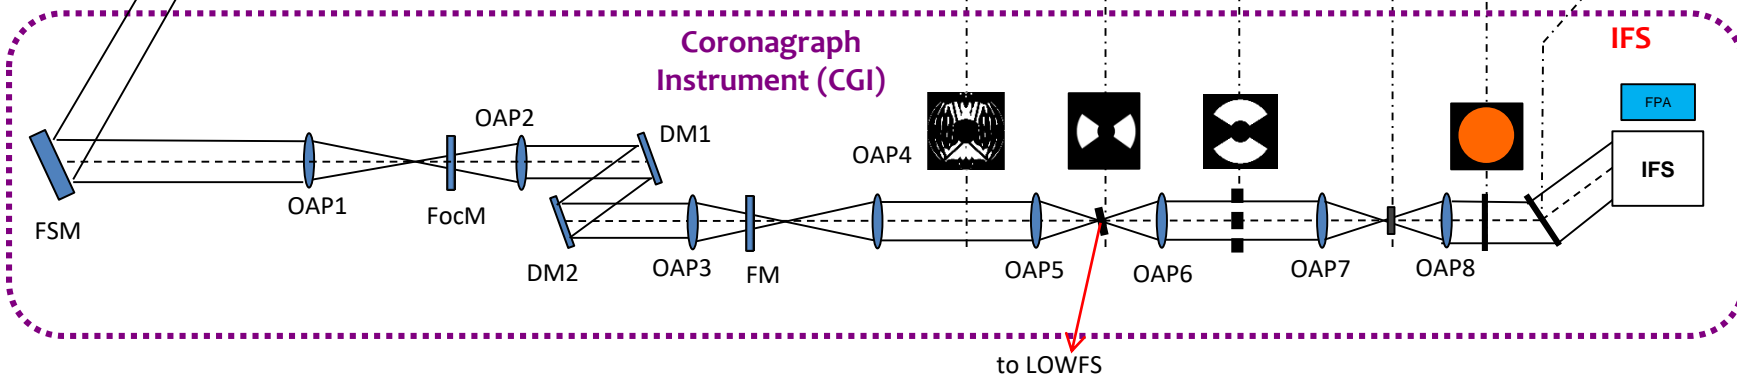 Coronagraph
Instrument (CGI)
IFS
FPA
OAP2
DM1
OAP4
IFS
OAP1
FocM
FSM
DM2
OAP3
FM
OAP5
OAP6
OAP7
OAP8
to LOWFS